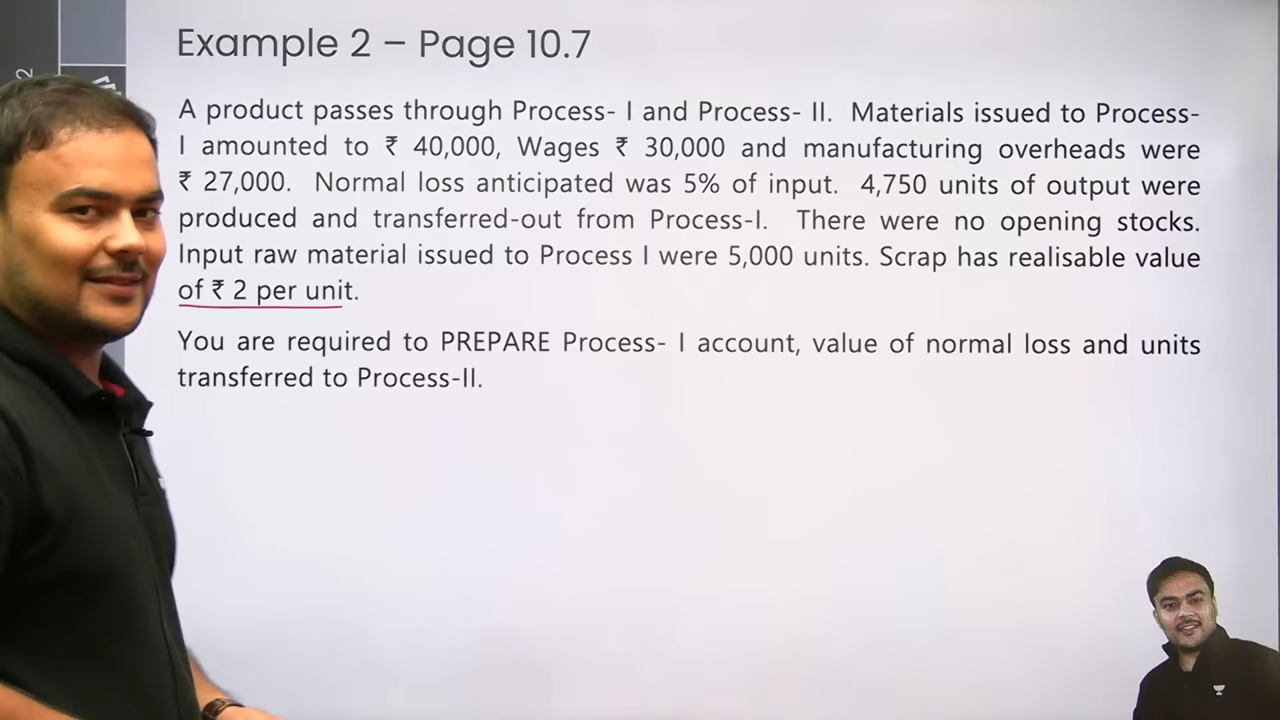 Example 2 – Page 10.7
2
A product passes through Process- I and Process- II. Materials issued to Process-
I amounted to ₹ 40,000, Wages ₹ 30,000 and manufacturing overheads were
₹ 27,000. Normal loss anticipated was 5% of input. 4,750 units of output were
produced and transferred-out from Process-I. There were no opening stocks.
Input raw material issued to Process I were 5,000 units. Scrap has realisable value
of ₹ 2 per unit.
You are required to PREPARE Process- I account, value of normal loss and units
transferred to Process-II.